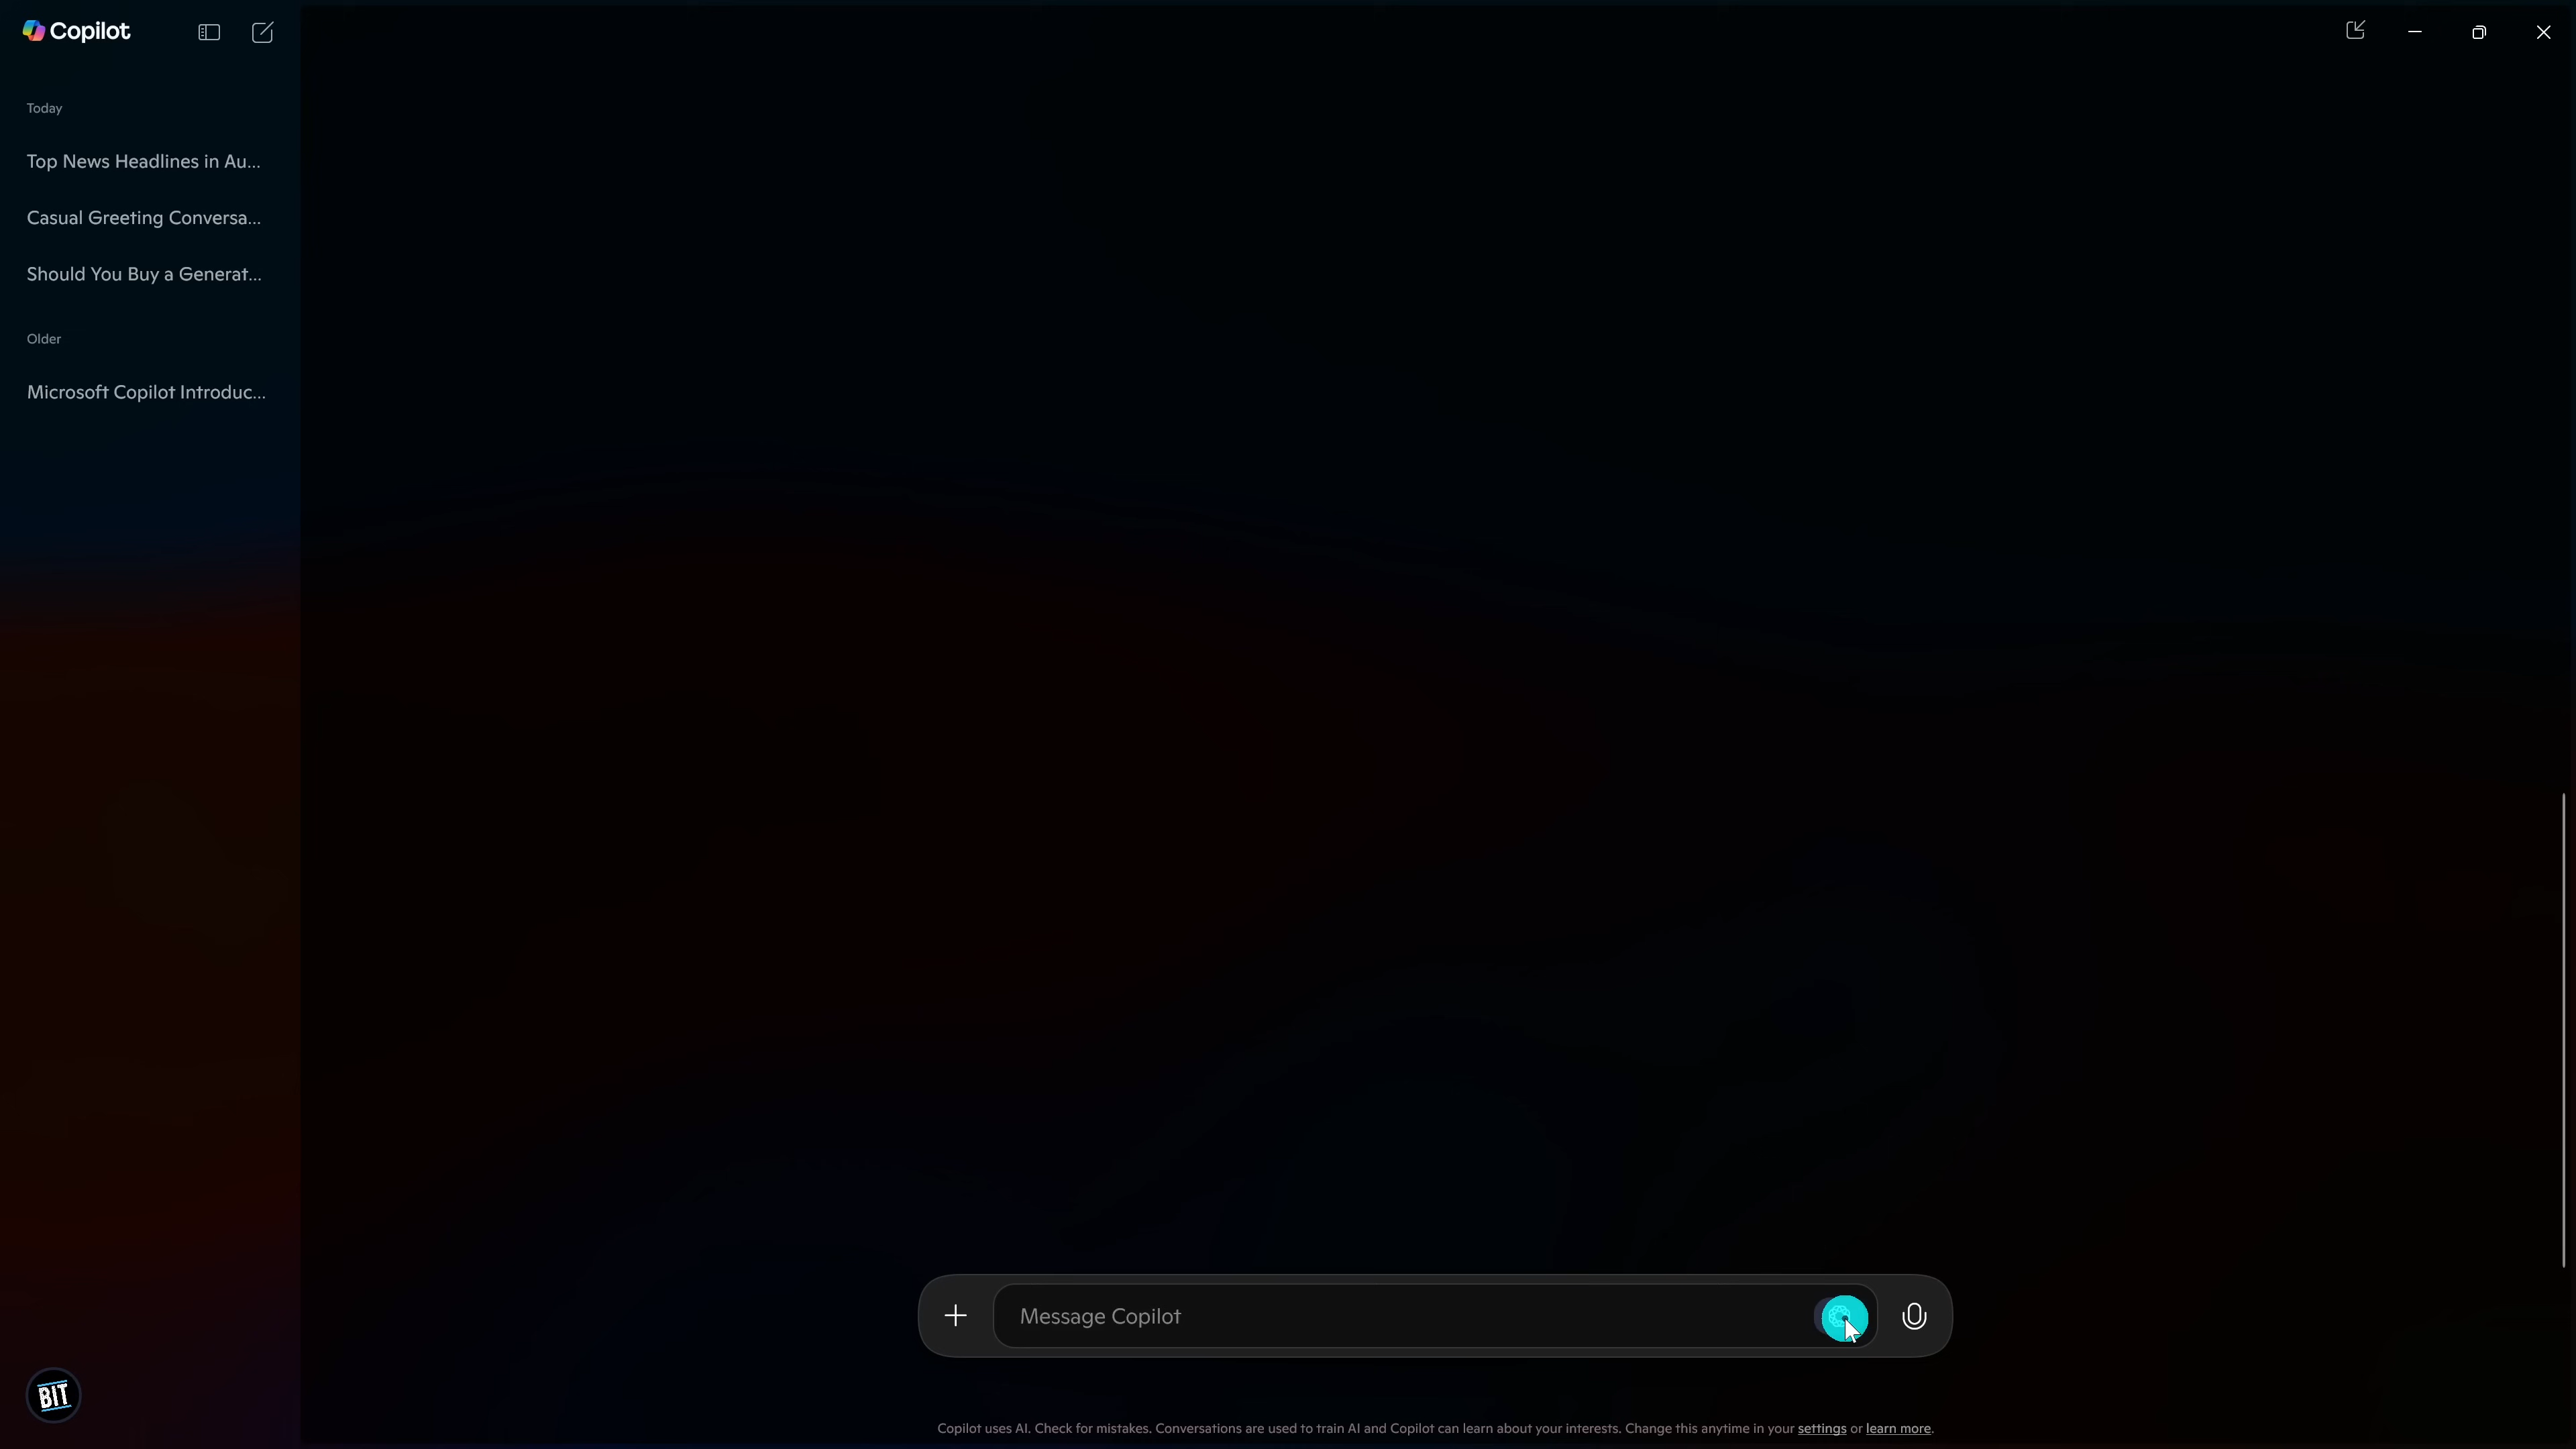 Copilot
Today
Top News Headlines in Au...
Casual Greeting Conversa...
Should You Buy a Generat...
Older
Microsoft Copilot Introduc...
Message Copilot
BIT
Copilot uses AI. Check for mistakes. Conversations are used to train AI and Copilot can learn about your interests. Change this anytime in your settings or learn more.